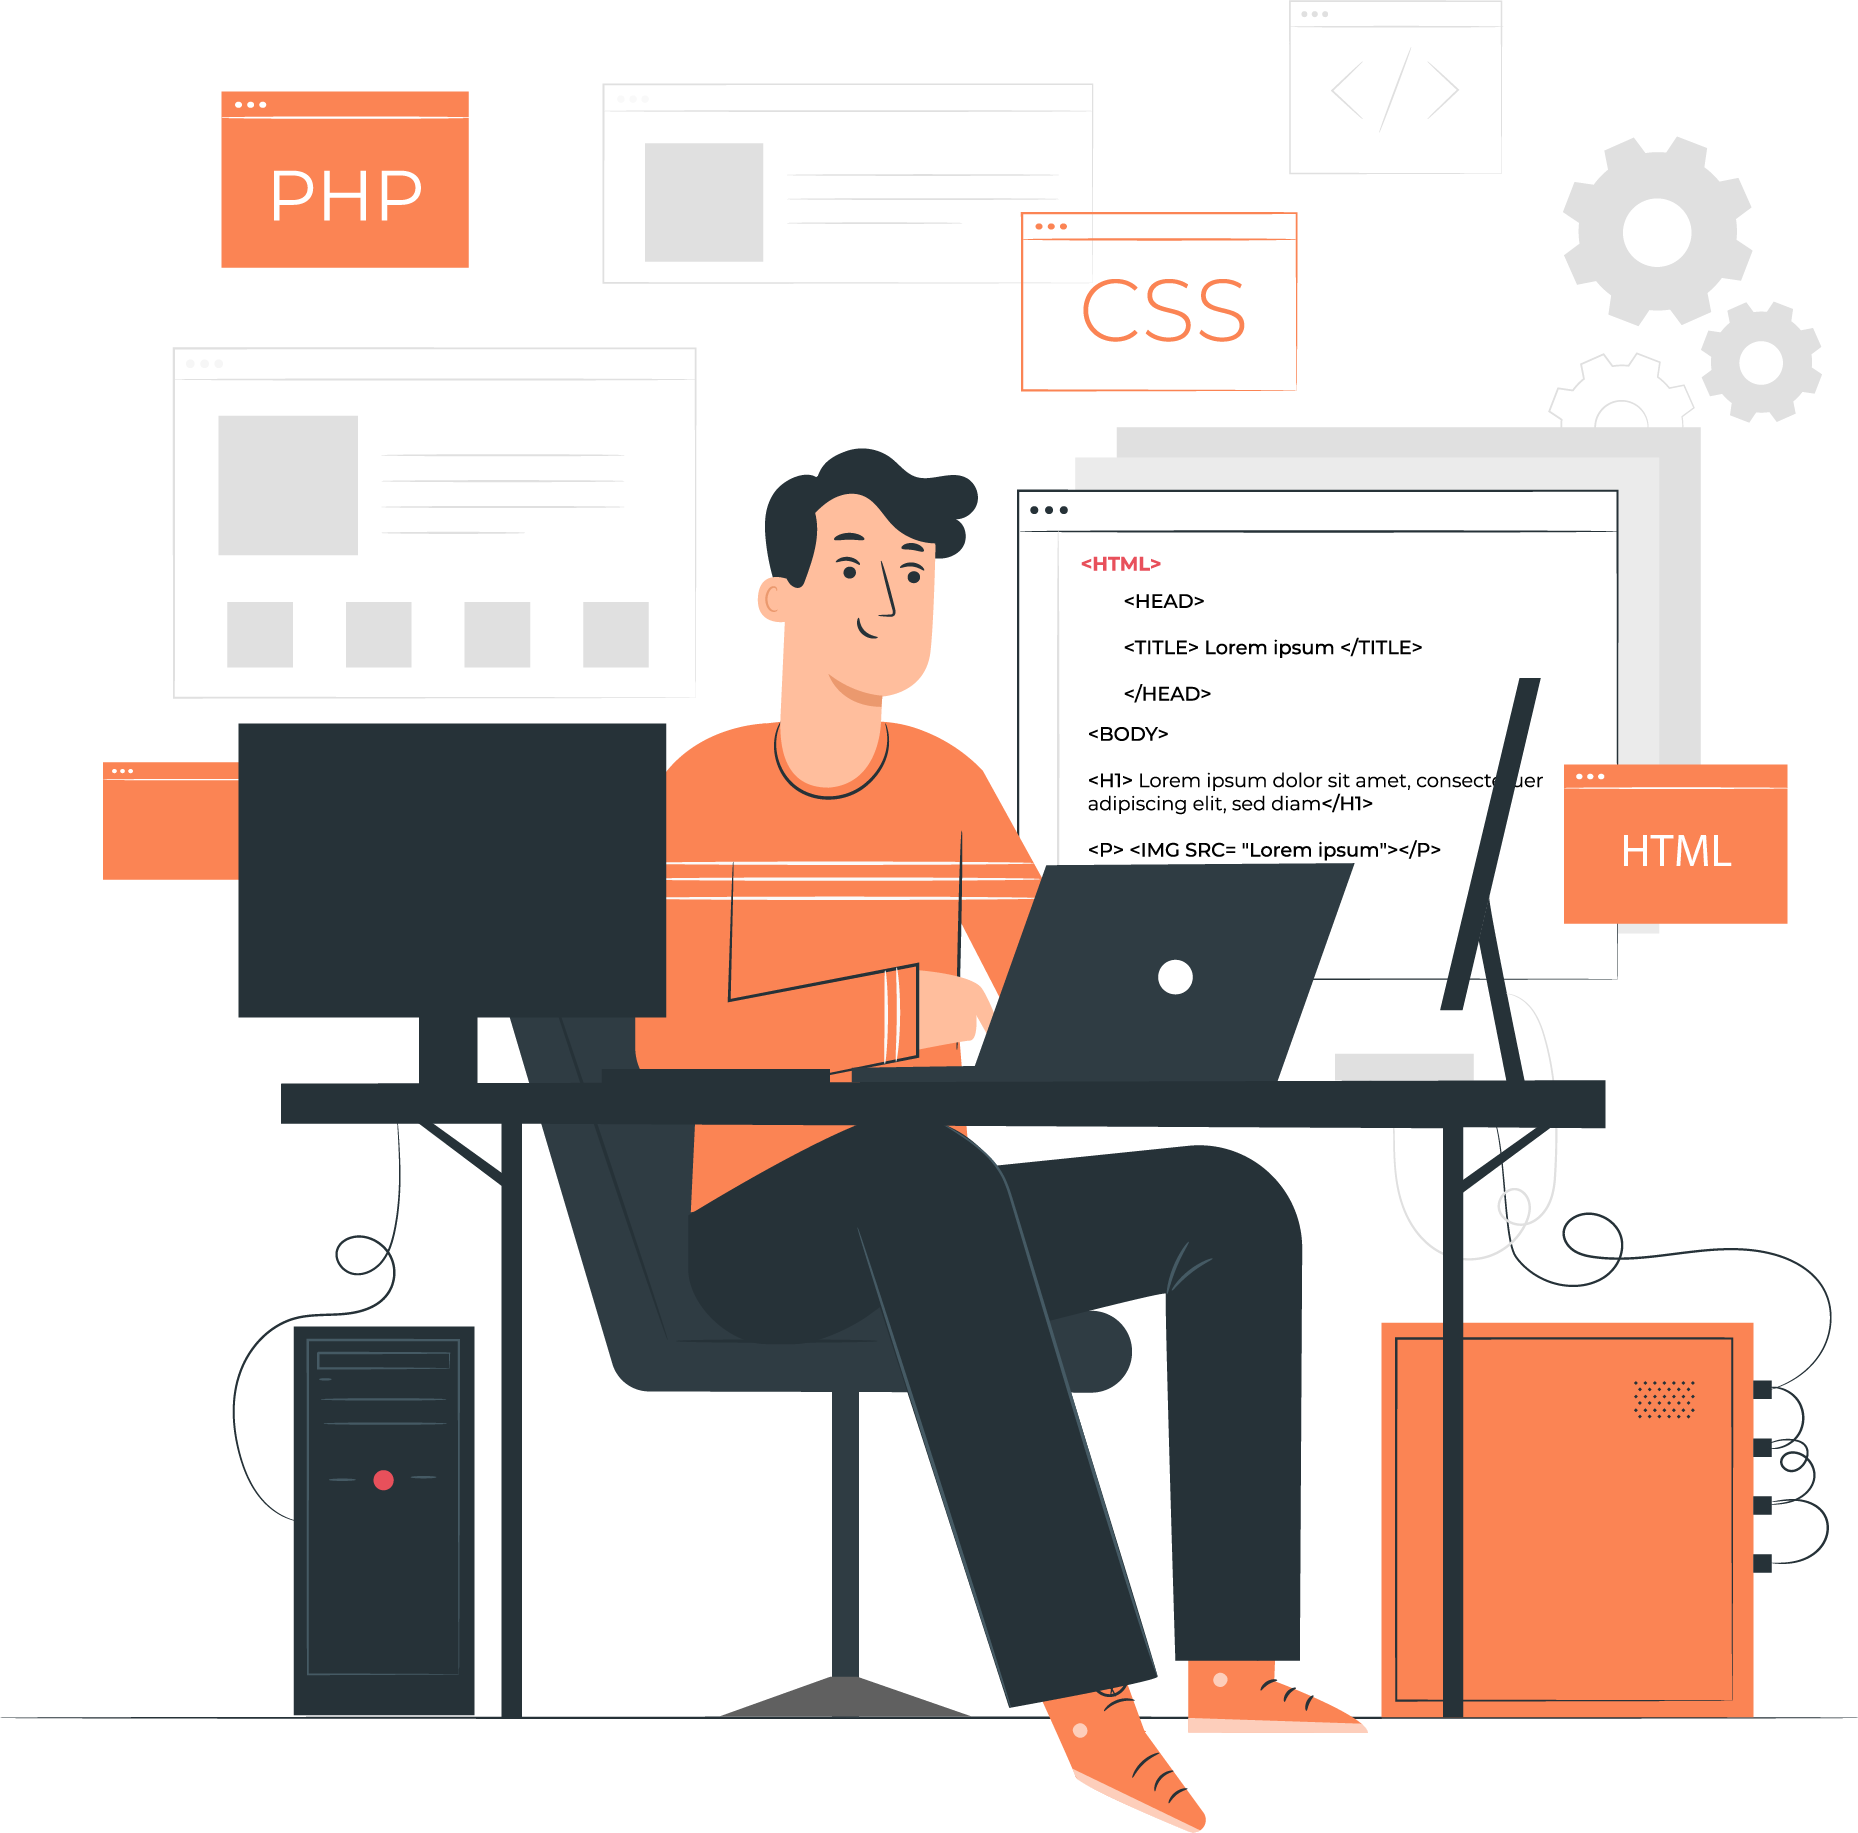 PHP
</>
CSS
<HTML>
<HEAD>
<TITLE> Lorem ipsum </TITLE>
</HEAD>
<BODY>
<H1> Lorem ipsum dolor sit amet,
adipiscing elit, sed diam</H1>
<P> <IMG SRC= "Lorem ipsum"></P>
HTML